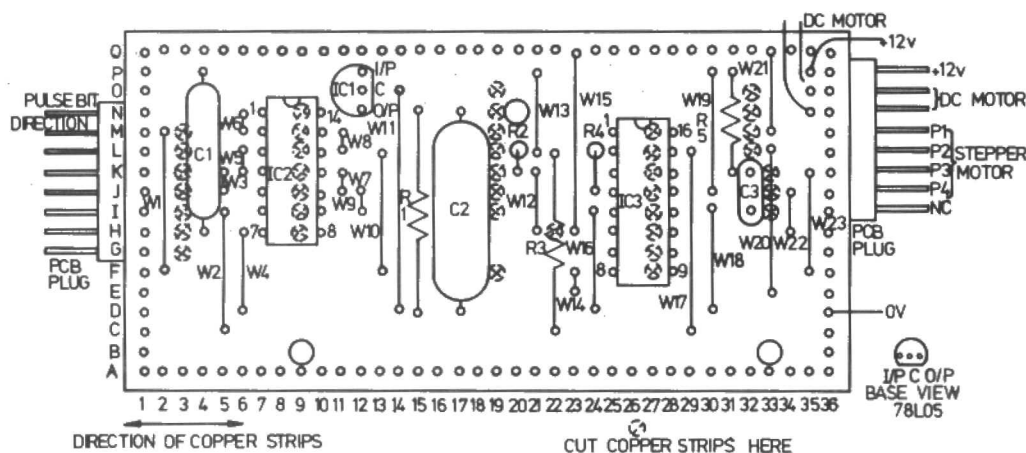 DC MOTOR
+12v
Q
P
O
N
M
L
K
J
I
H
G
F
E
D
C
B
A
PULSE BIT
DIRECTION
PCB
PLUG
W1
C1
W6
W5
W3
W2
W4
1
14
IC2
7
8
I/P
IC1 C
O/P
W11
W8
W7
W9
W10
R1
C2
R2
W13
W12
R3
W14
W15
W16
R4
1
16
IC3
8
9
W17
W18
W19
R5
W21
C3
W20
W22
W23
+12v
DC MOTOR
P1
P2
P3
P4
STEPPER
MOTOR
NC
PCB
PLUG
0V
I/P C O/P
BASE VIEW
78L05
1 2 3 4 5 6 7 8 9 10 11 12 13 14 15 16 17 18 19 20 21 22 23 24 25 26 27 28 29 30 31 32 33 34 35 36
DIRECTION OF COPPER STRIPS
CUT COPPER STRIPS HERE